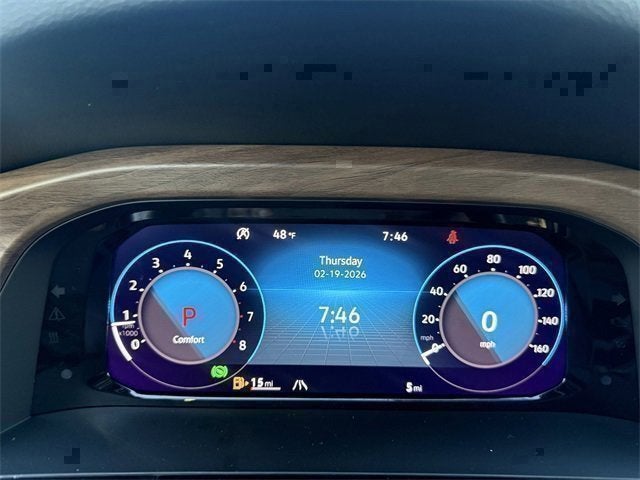 48 °F 7:46
Thursday
02-19-2026
7:46
0 1 2 3 4 5 6 7 8
rpm
x1000
P
Comfort
0 20 40 60 80 100 120 140 160
mph
0
mph
15 mi
5 mi